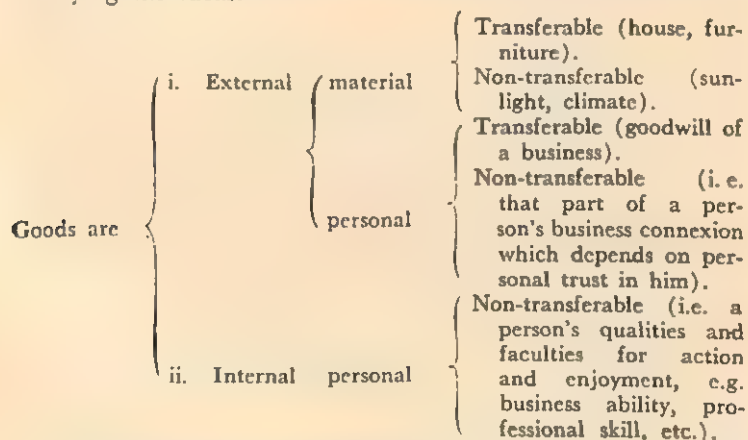 Transferable (house, fur-
niture).
i. External material
Non-transferable (sun-
light, climate).
Transferable (goodwill of
a business).
Non-transferable (i. e.
that part of a per-
Goods are
son's business connexion
personal
which depends on per-
sonal trust in him).
Non-transferable (i.e. a
person's qualities and
faculties for action
ii. Internal personal
and enjoyment, e.g.
business ability, pro-
fessional skill, etc.).